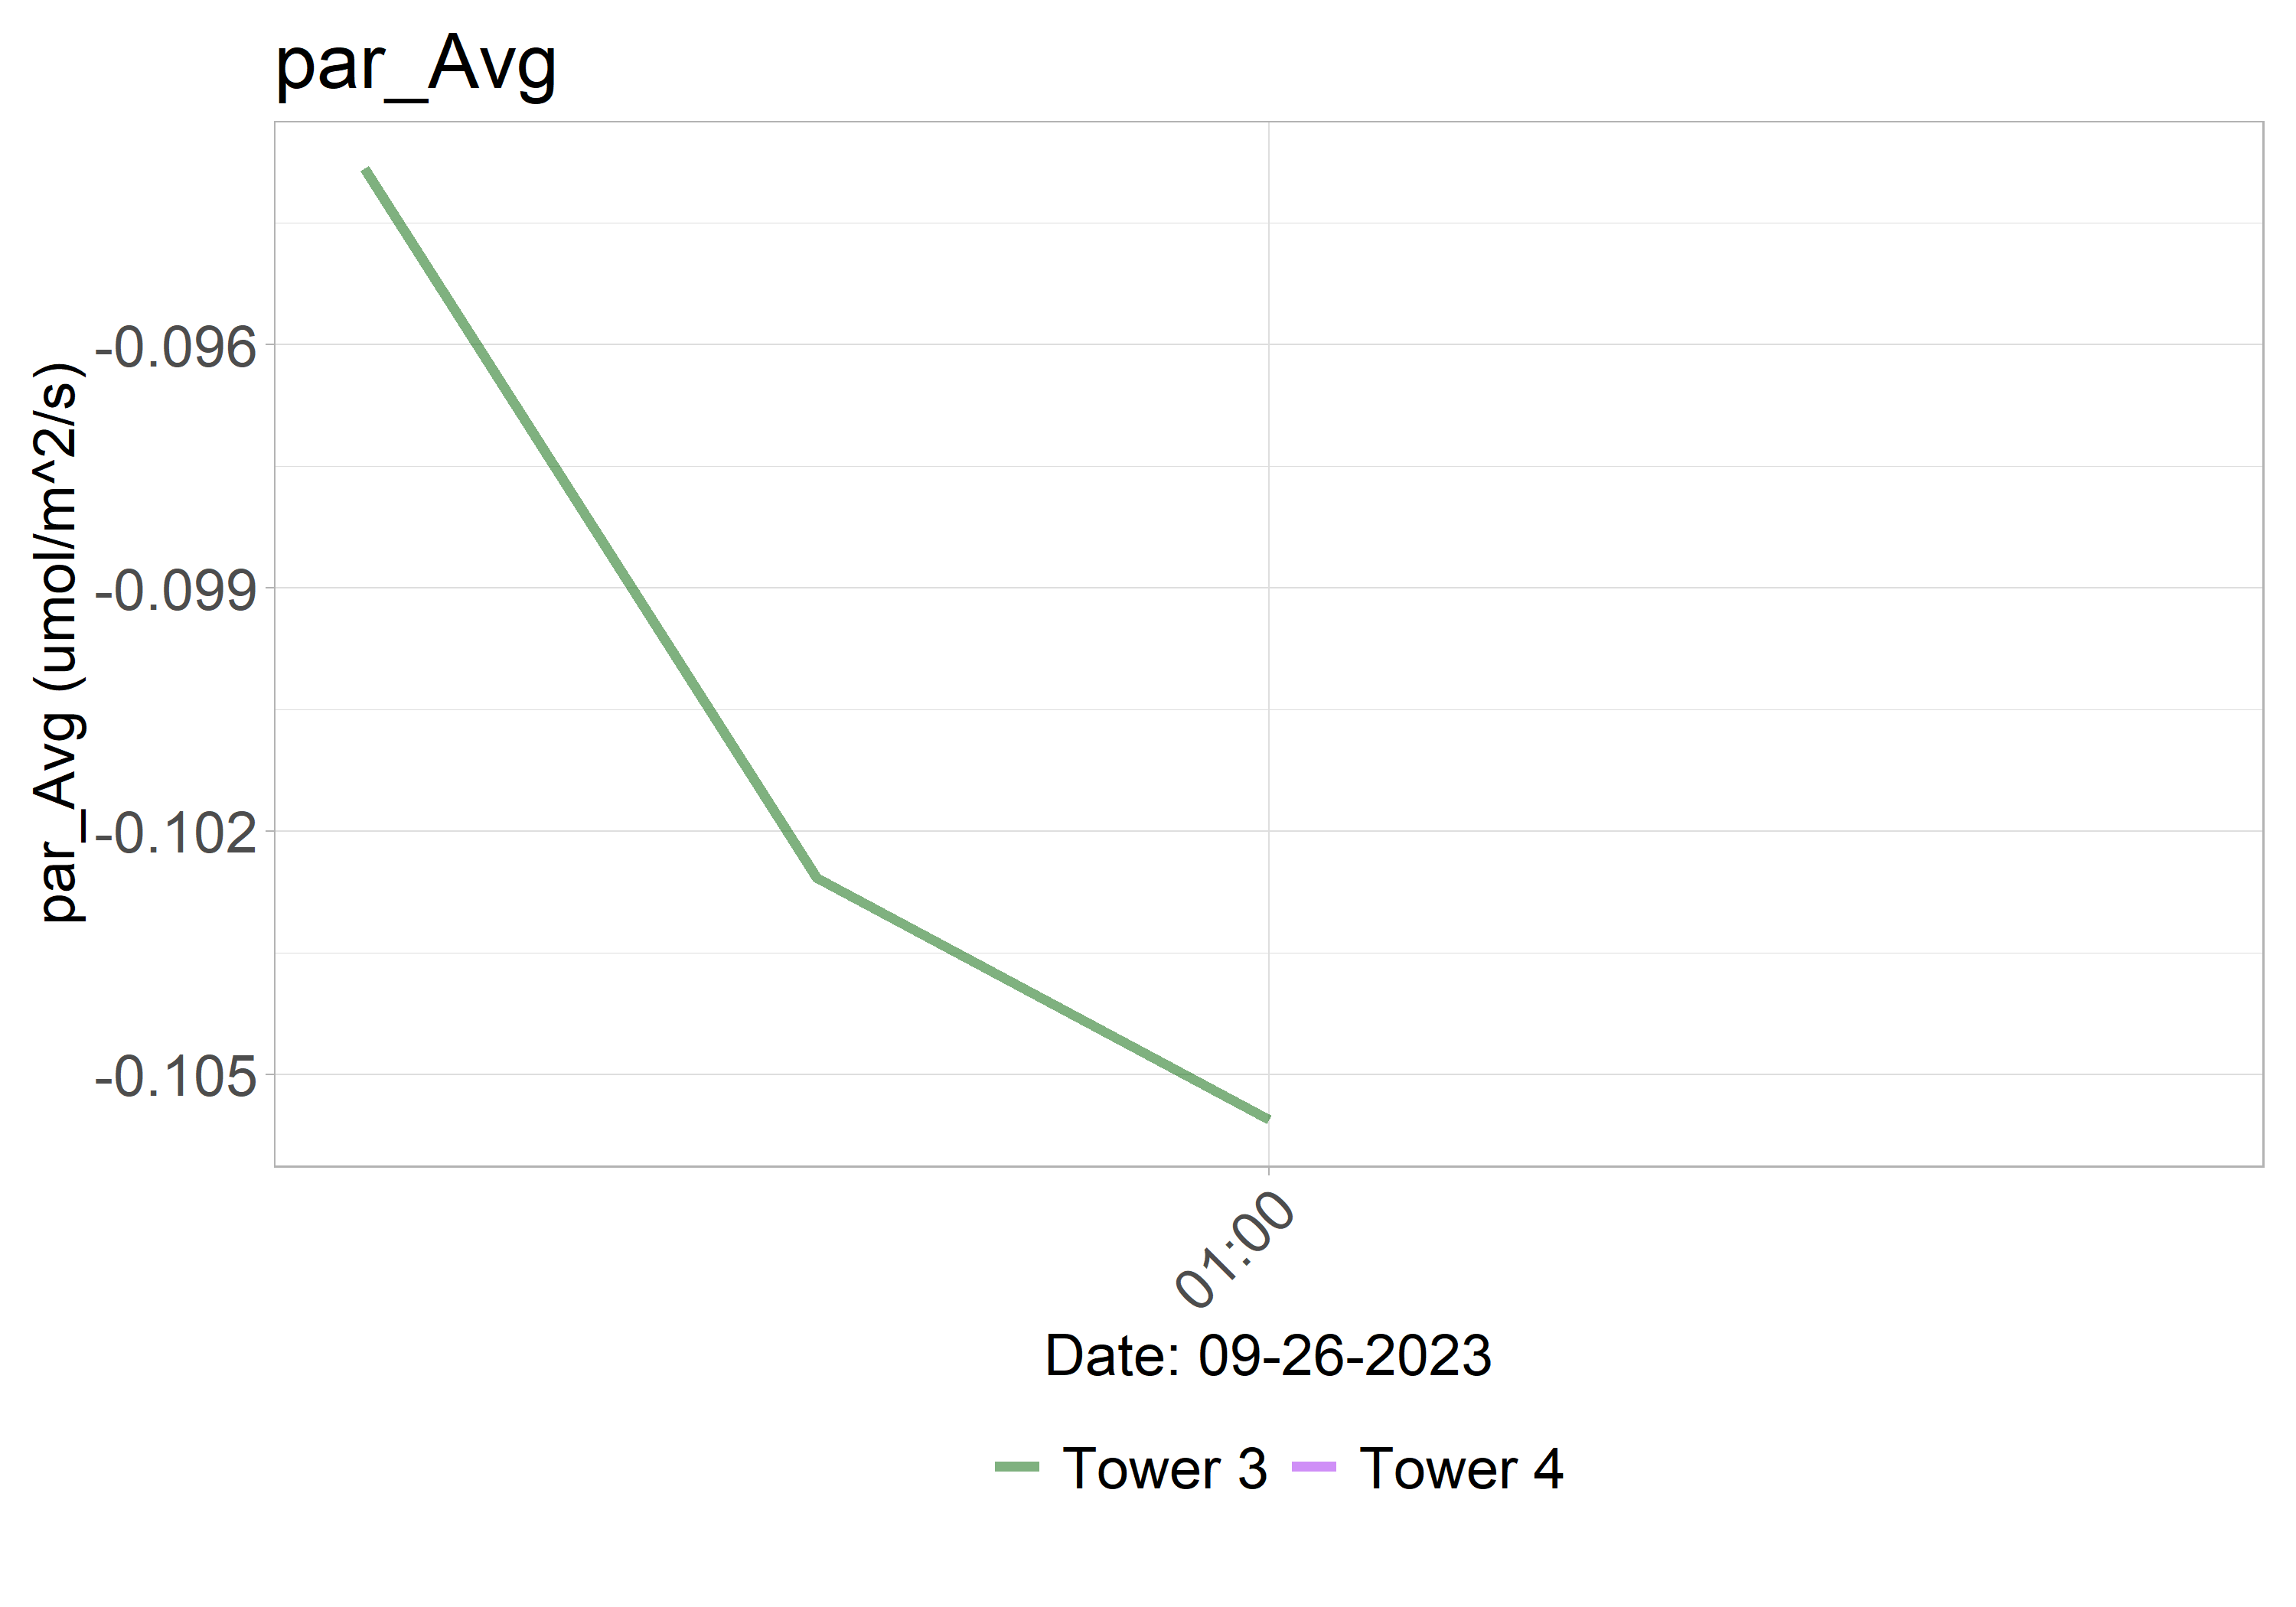 par_Avg
par_Avg (umol/m^2/s)
-0.096
-0.099
-0.102
-0.105
01:00
Date: 09-26-2023
Tower 3 Tower 4